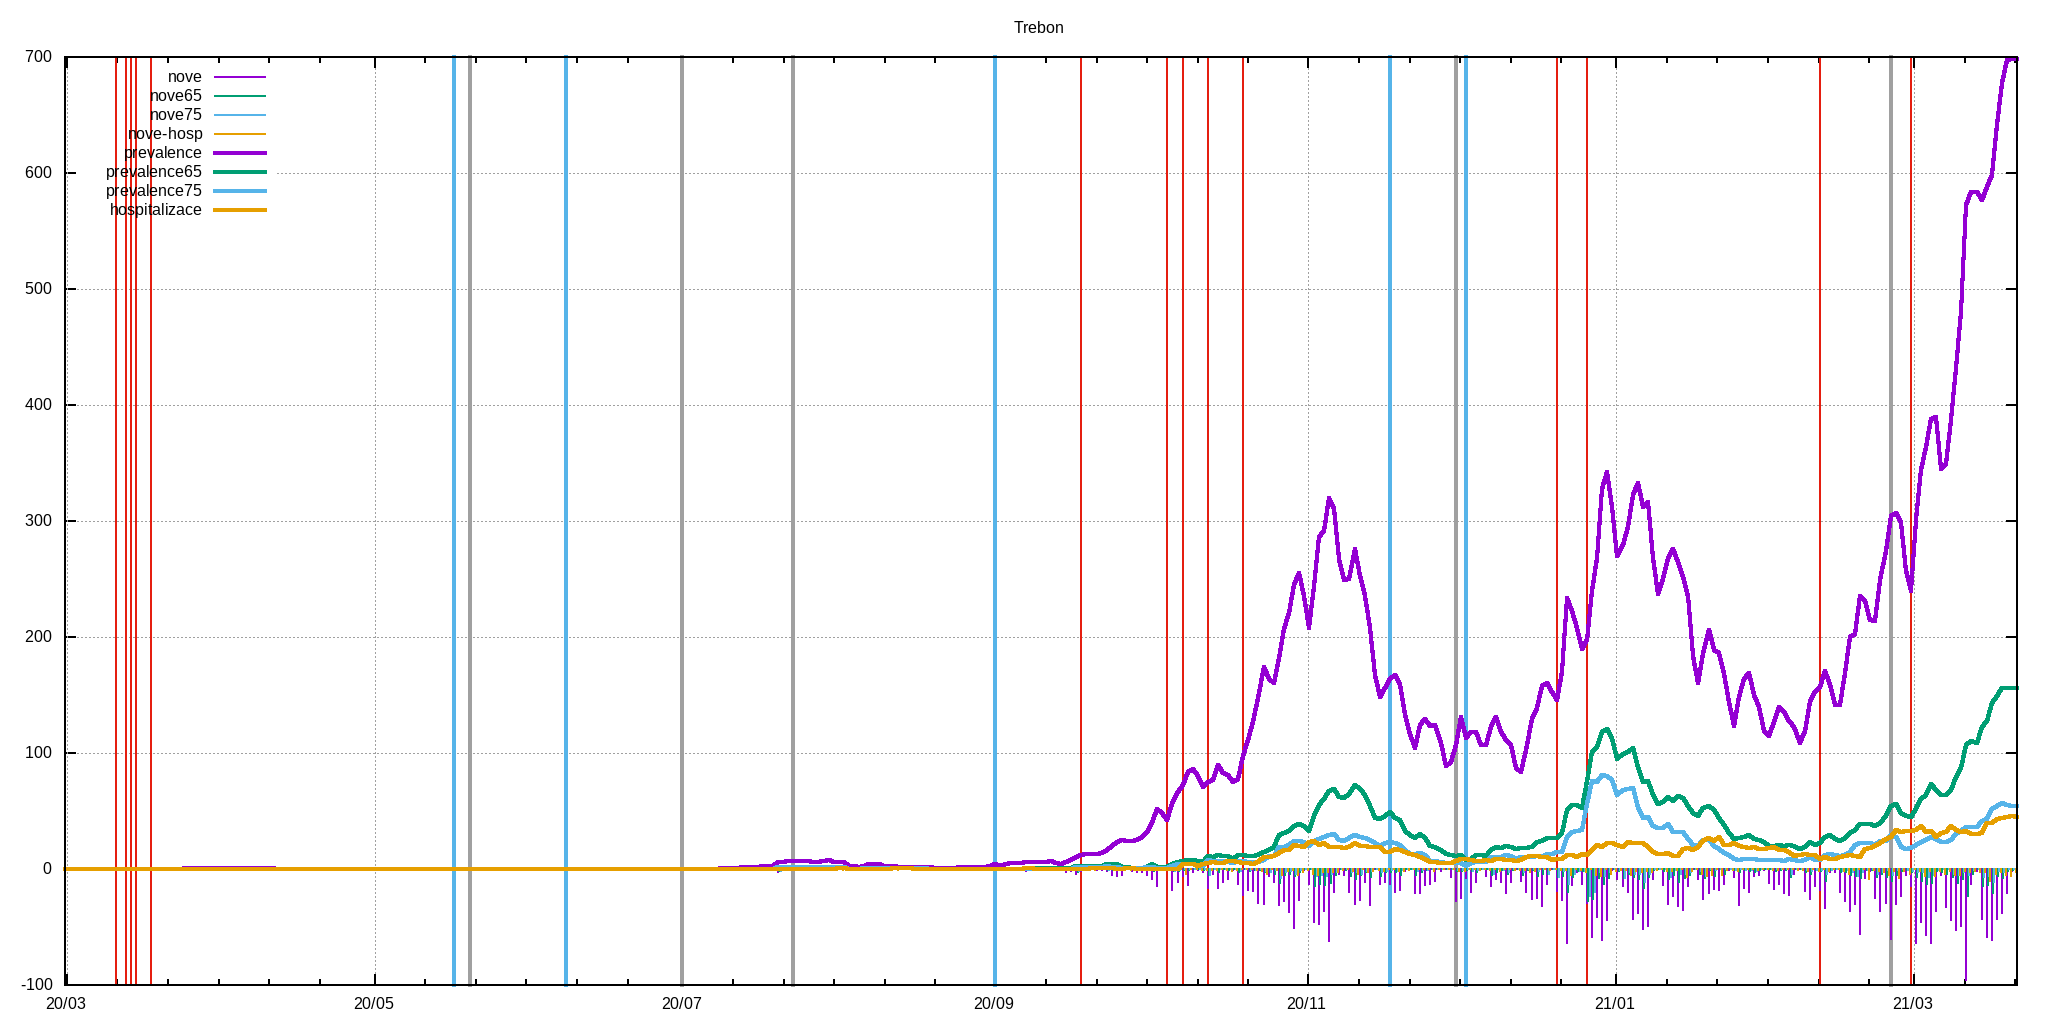 Trebon
700
600
500
400
300
200
100
0
-100
nove
nove65
nove75
nove-hosp
prevalence
prevalence65
prevalence75
hospitalizace
20/03
20/05
20/07
20/09
20/11
21/01
21/03